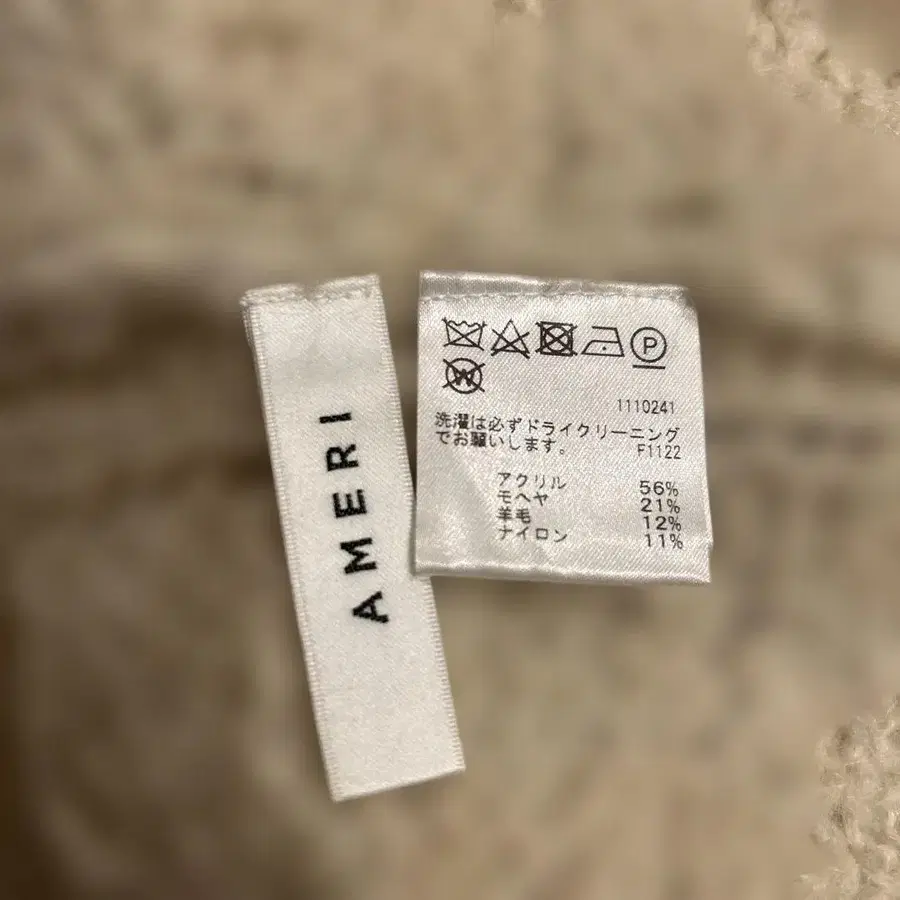 AMERI
P
W
1110241
洗濯は必ずドライクリーニング
でお願いします。 F1122
アクリル 56%
モヘヤ 21%
羊毛 12%
ナイロン 11%